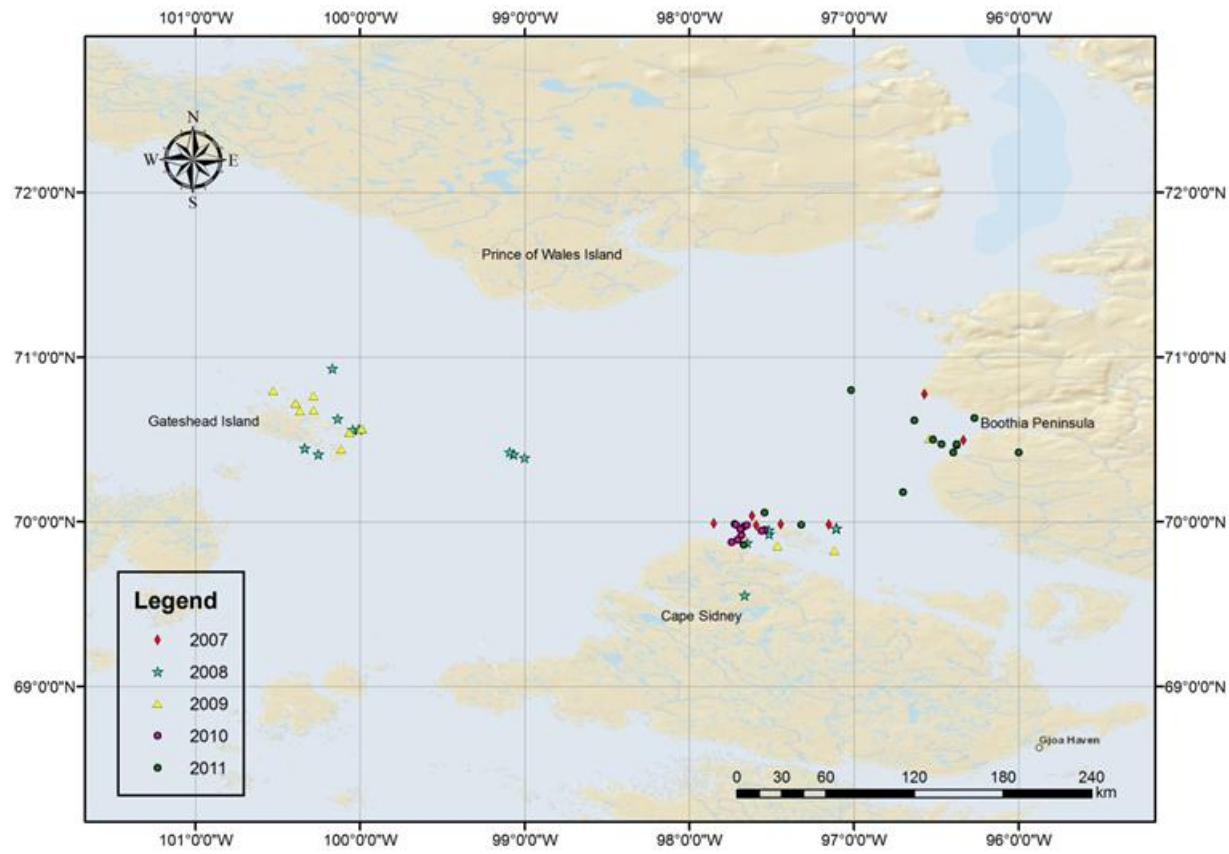 101°0'0"W 100°0'0"W 99°0'0"W 98°0'0"W 97°0'0"W 96°0'0"W
N
W E
S
72°0'0"N 72°0'0"N
Prince of Wales Island
71°0'0"N 71°0'0"N
Gateshead Island
Boothia Peninsula
70°0'0"N 70°0'0"N
Cape Sidney
69°0'0"N 69°0'0"N
Legend
2007
2008
2009
2010
2011
Gjoa Haven
0 30 60 120 180 240
km
101°0'0"W 100°0'0"W 99°0'0"W 98°0'0"W 97°0'0"W 96°0'0"W